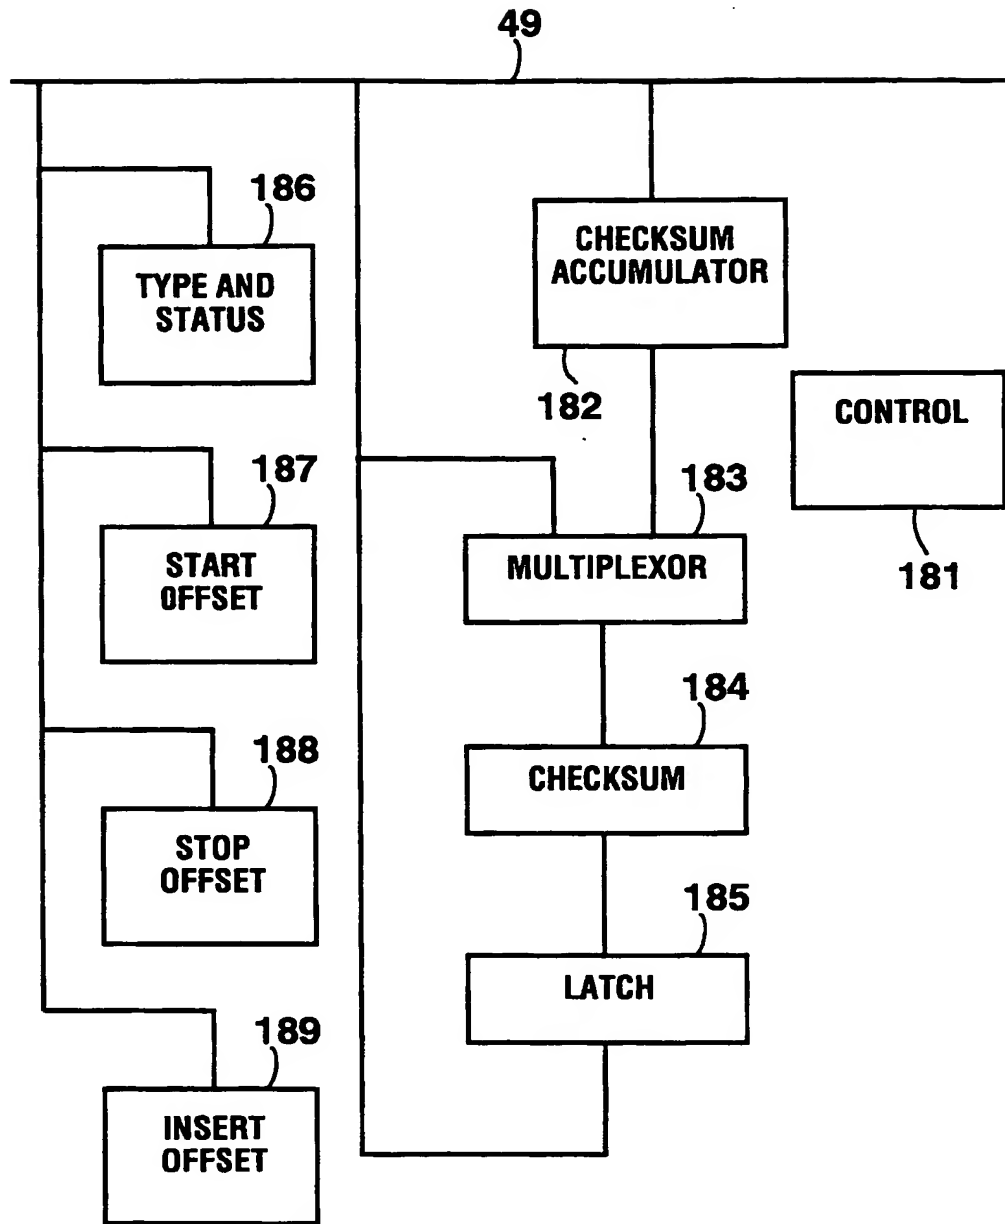 49
186
TYPE AND
STATUS
CHECKSUM
ACCUMULATOR
182
CONTROL
181
187
START
OFFSET
183
MULTIPLEXOR
184
CHECKSUM
188
STOP
OFFSET
185
LATCH
189
INSERT
OFFSET